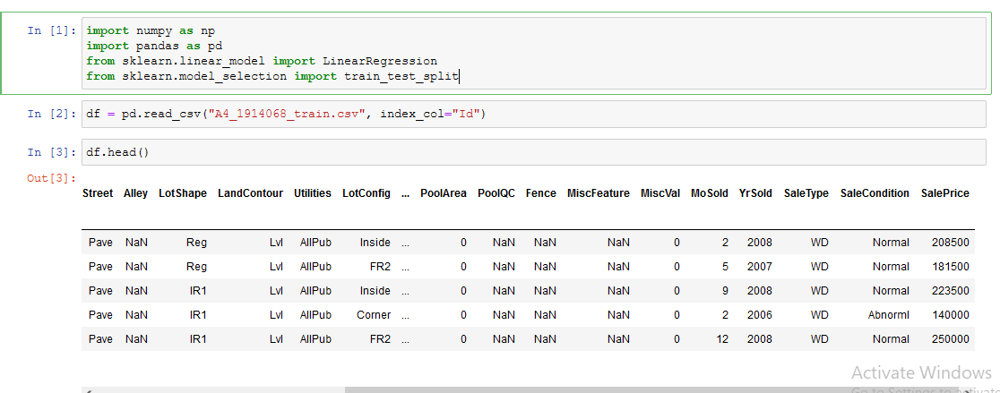 In [1]: import numpy as np
import pandas as pd
from sklearn.linear_model import LinearRegression
from sklearn.model_selection import train_test_split
In [2]: df = pd.read_csv("A4_1914068_train.csv", index_col="Id")
In [3]: df.head()
Out[3]:
Street Alley LotShape LandContour Utilities LotConfig ... PoolArea PoolQC Fence MiscFeature MiscVal MoSold YrSold SaleType SaleCondition SalePrice
Pave NaN Reg Lvl AllPub Inside ... 0 NaN NaN NaN 0 2 2008 WD Normal 208500
Pave NaN Reg Lvl AllPub FR2 ... 0 NaN NaN NaN 0 5 2007 WD Normal 181500
Pave NaN IR1 Lvl AllPub Inside ... 0 NaN NaN NaN 0 9 2008 WD Normal 223500
Pave NaN IR1 Lvl AllPub Corner ... 0 NaN NaN NaN 0 2 2006 WD Abnorml 140000
Pave NaN IR1 Lvl AllPub FR2 ... 0 NaN NaN NaN 0 12 2008 WD Normal 250000
Activate Windows
Go to Settings to activate